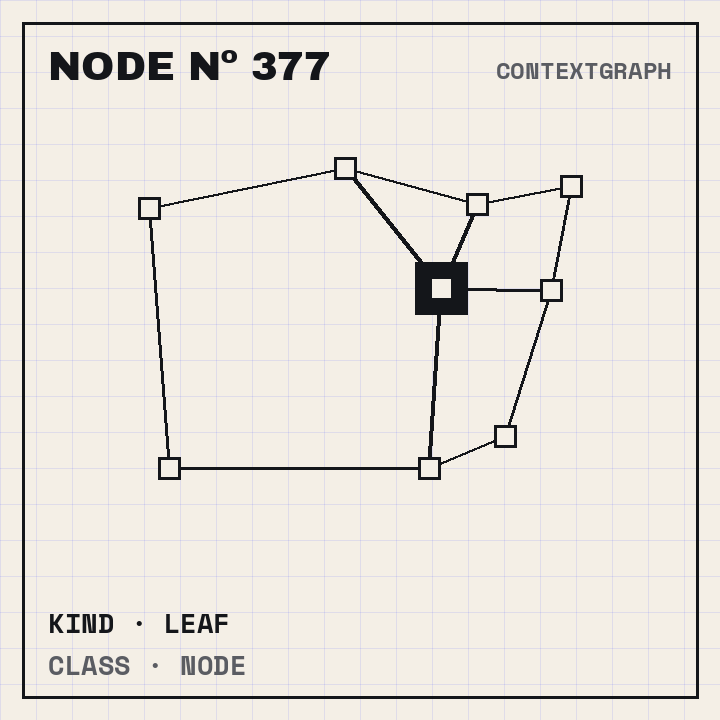 NODE Nº 377
CONTEXTGRAPH
KIND · LEAF
CLASS · NODE